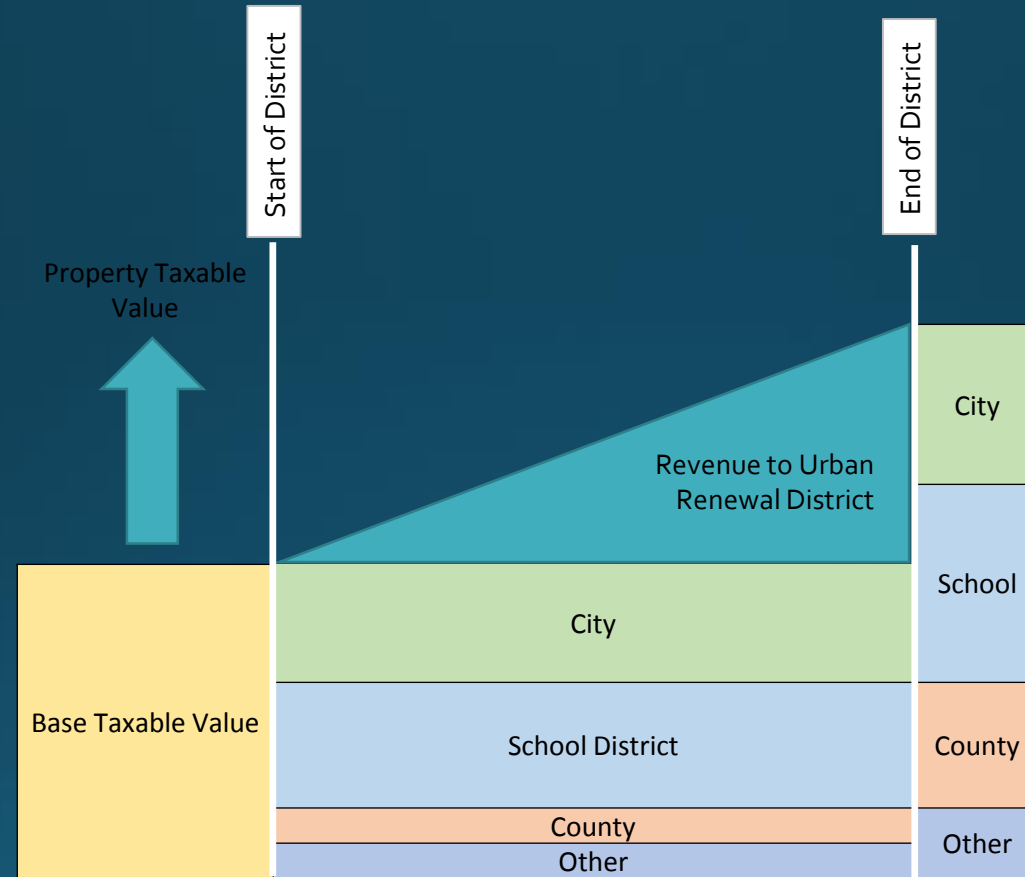 Start of District
End of District
Property Taxable
Value
Revenue to Urban
Renewal District
Base Taxable Value
City
School District
County
Other
City
School
County
Other